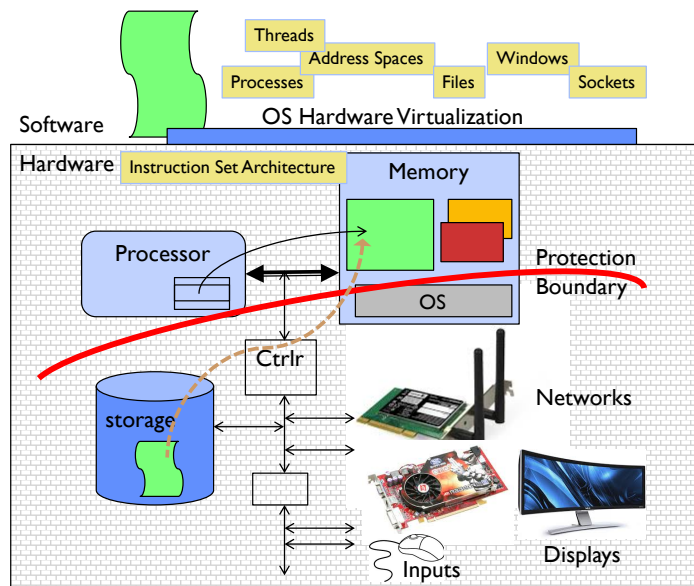 Threads
Address Spaces
Windows
Processes
Files
Sockets
OS Hardware Virtualization
Software
Hardware
Instruction Set Architecture
Memory
Processor
Protection
Boundary
OS
Ctrlr
storage
Networks
Inputs
Displays